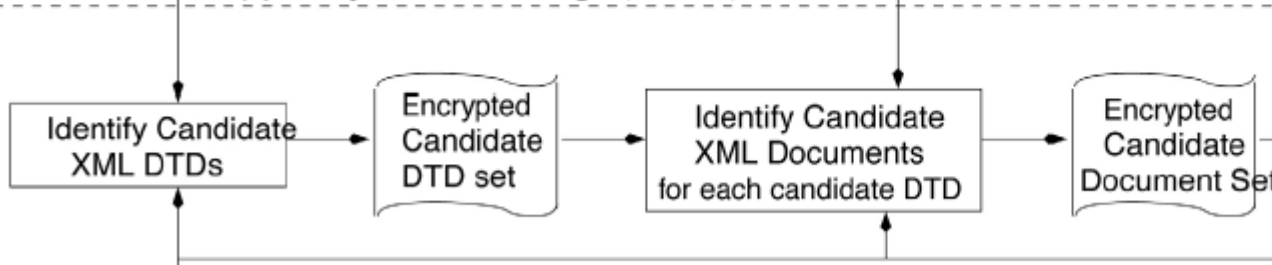 Identify Candidate
XML DTDs
Encrypted
Candidate
DTD set
Identify Candidate
XML Documents
for each candidate DTD
Encrypted
Candidate
Document Set